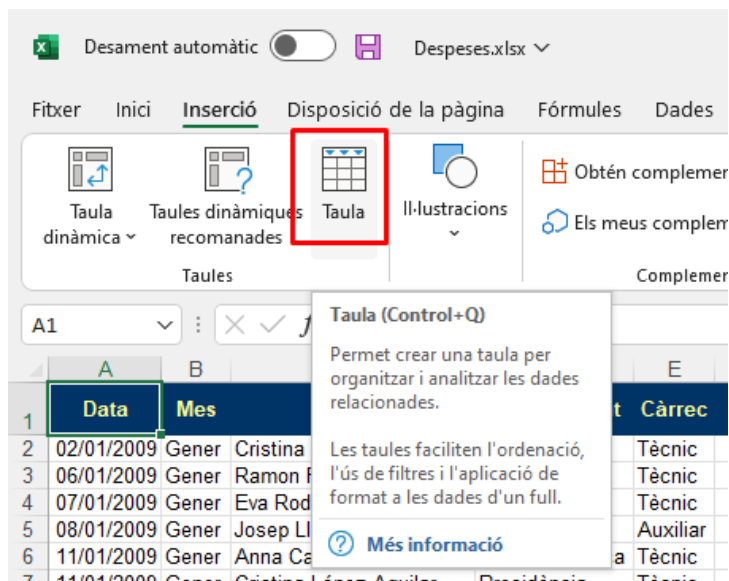 Desament automàtic
Despeses.xlsx
Fitxer Inici Inserció Disposició de la pàgina Fórmules Dades
Taula dinàmica
Taules dinàmiques recomanades
Taula
Il·lustracions
Obtén
Els meus
Taules
A1
Taula (Control+Q)
Permet crear una taula per
organitzar i analitzar les dades
relacionades.
Les taules faciliten l'ordenació,
l'ús de filtres i l'aplicació de
format a les dades d'un full.
Més informació
A B E
1 Data Mes Càrrec
2 02/01/2009 Gener Cristina Tècnic
3 06/01/2009 Gener Ramon Tècnic
4 07/01/2009 Gener Eva Tècnic
5 08/01/2009 Gener Josep Auxiliar
6 11/01/2009 Gener Anna Tècnic